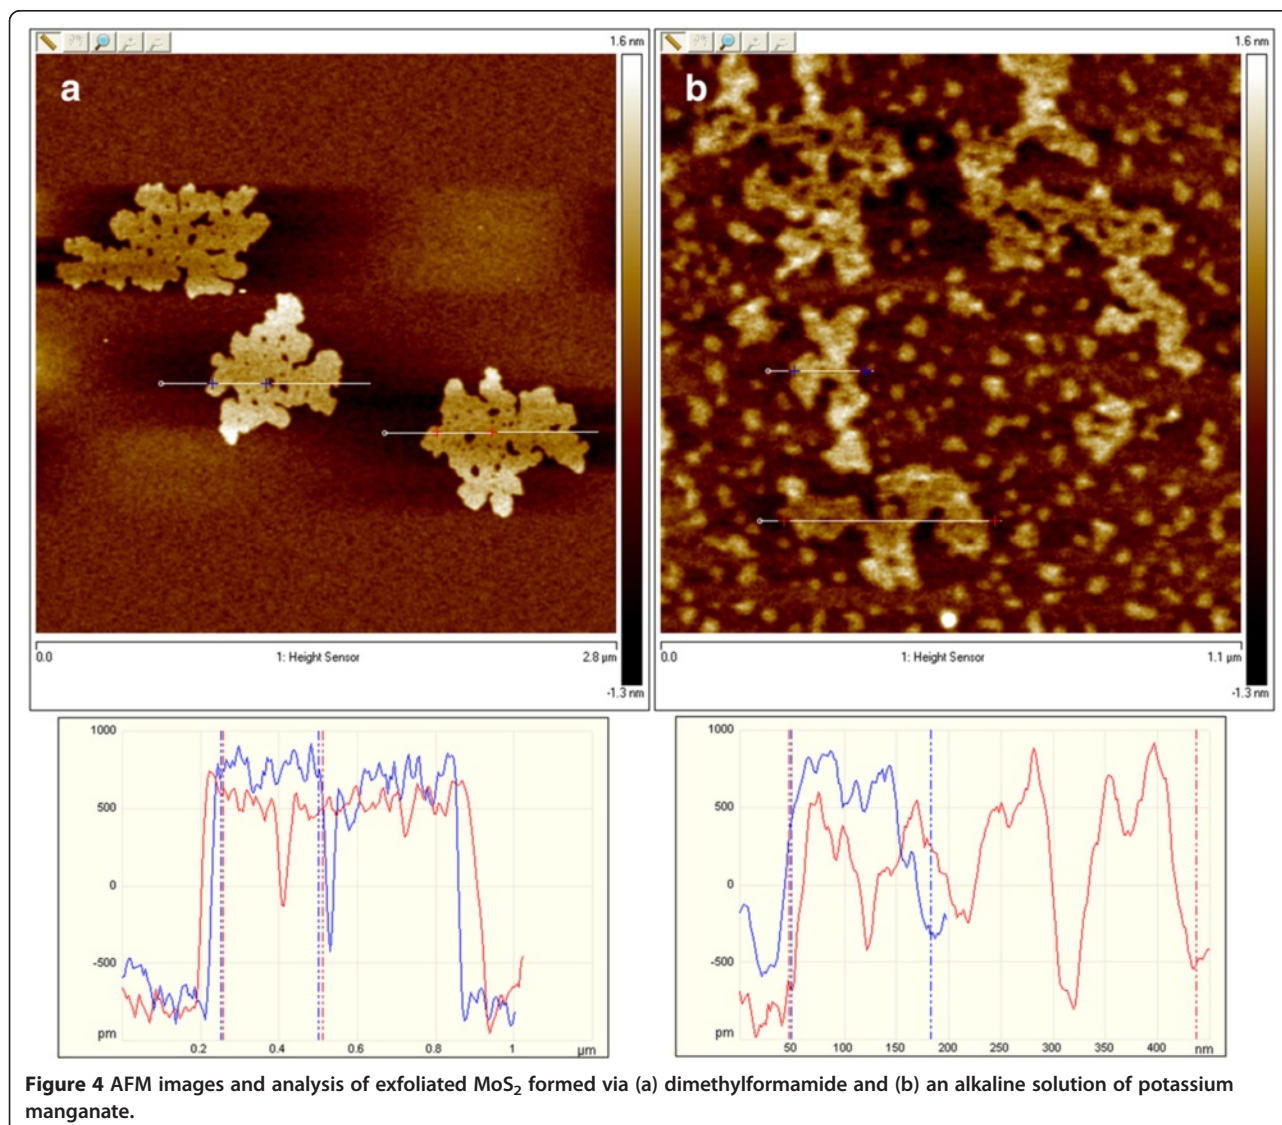 1.6 nm
1.6 nm
a
b
0.0
1: Height Sensor
2.8 µm
-1.3 nm
0.0
1: Height Sensor
1.1 µm
-1.3 nm
1000
500
0
-500
pm
0.2
0.4
0.6
0.8
1
µm
1000
500
0
-500
pm
50
100
150
200
250
300
350
400
nm
Figure 4 AFM images and analysis of exfoliated MoS₂ formed via (a) dimethylformamide and (b) an alkaline solution of potassium
manganate.